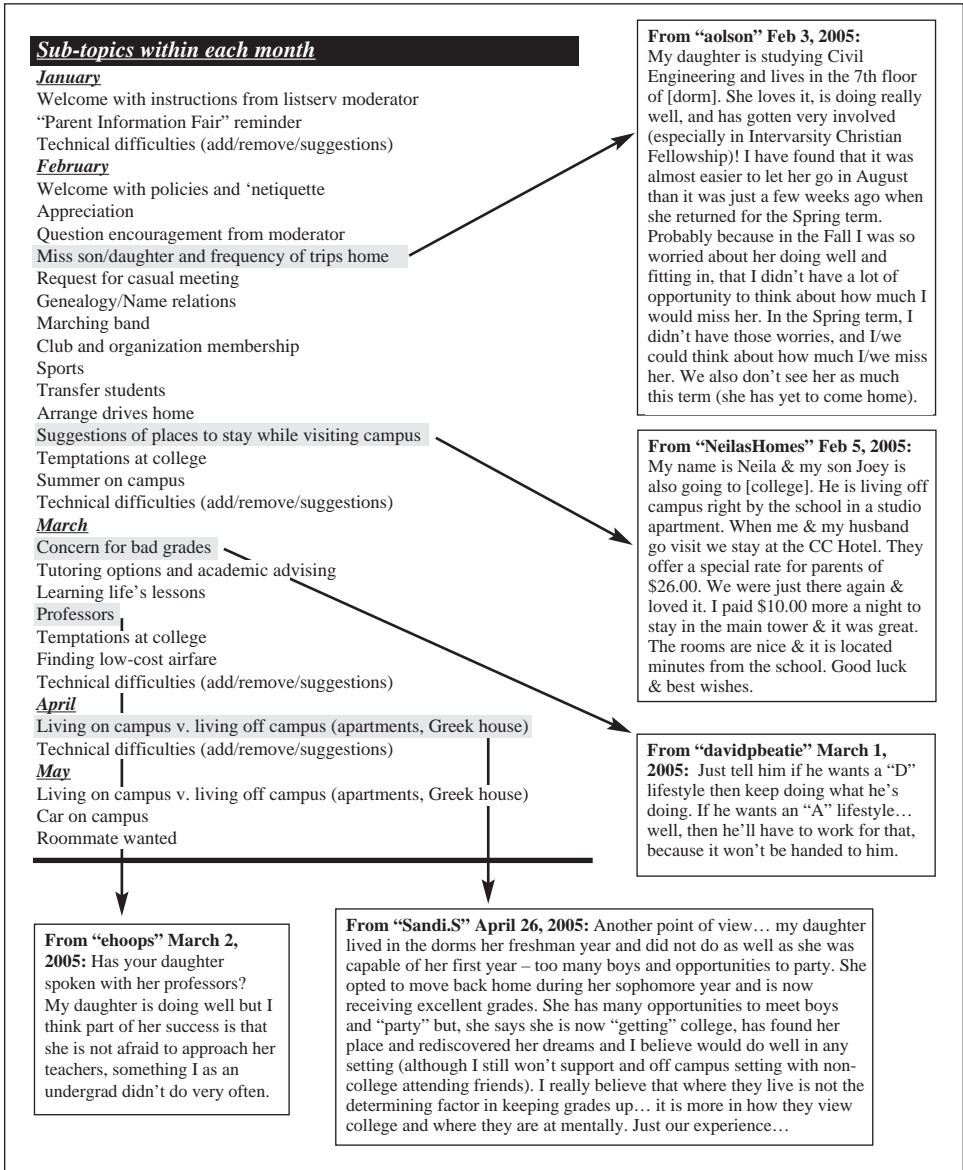 Sub-topics within each month
January
Welcome with instructions from listserv moderator
“Parent Information Fair” reminder
Technical difficulties (add/remove/suggestions)
February
Welcome with policies and ‘netiquette
Appreciation
Question encouragement from moderator
Miss son/daughter and frequency of trips home
Request for casual meeting
Genealogy/Name relations
Marching band
Club and organization membership
Sports
Transfer students
Arrange drives home
Suggestions of places to stay while visiting campus
Temptations at college
Summer on campus
Technical difficulties (add/remove/suggestions)
March
Concern for bad grades
Tutoring options and academic advising
Learning life’s lessons
Professors
Temptations at college
Finding low-cost airfare
Technical difficulties (add/remove/suggestions)
April
Living on campus v. living off campus (apartments, Greek house)
Technical difficulties (add/remove/suggestions)
May
Living on campus v. living off campus (apartments, Greek house)
Car on campus
Roommate wanted
From “aolson” Feb 3, 2005:
My daughter is studying Civil
Engineering and lives in the 7th floor
of [dorm]. She loves it, is doing really
well, and has gotten very involved
(especially in Intervarsity Christian
Fellowship)! I have found that it was
almost easier to let her go in August
than it was just a few weeks ago when
she returned for the Spring term.
Probably because in the Fall I was so
worried about her doing well and
fitting in, that I didn’t have a lot of
opportunity to think about how much I
would miss her. In the Spring term, I
didn’t have those worries, and I/we
could think about how much I/we miss
her. We also don’t see her as much
this term (she has yet to come home).
From “NeilasHomes” Feb 5, 2005:
My name is Neila & my son Joey is
also going to [college]. He is living off
campus right by the school in a studio
apartment. When me & my husband
go visit we stay at the CC Hotel. They
offer a special rate for parents of
$26.00. We were just there again &
loved it. I paid $10.00 more a night to
stay in the main tower & it was great.
The rooms are nice & it is located
minutes from the school. Good luck
& best wishes.
From “davidpbeatie” March 1,
2005: Just tell him if he wants a “D”
lifestyle then keep doing what he’s
doing. If he wants an “A” lifestyle…
well, then he’ll have to work for that,
because it won’t be handed to him.
From “ehoops” March 2,
2005: Has your daughter
spoken with her professors?
My daughter is doing well but I
think part of her success is that
she is not afraid to approach her
teachers, something I as an
undergrad didn’t do very often.
From “Sandi.S” April 26, 2005: Another point of view… my daughter
lived in the dorms her freshman year and did not do as well as she was
capable of her first year – too many boys and opportunities to party. She
opted to move back home during her sophomore year and is now
receiving excellent grades. She has many opportunities to meet boys
and “party” but, she says she is now “getting” college, has found her
place and rediscovered her dreams and I believe would do well in any
setting (although I still won’t support and off campus setting with non-
college attending friends). I really believe that where they live is not the
determining factor in keeping grades up… it is more in how they view
college and where they are at mentally. Just our experience…